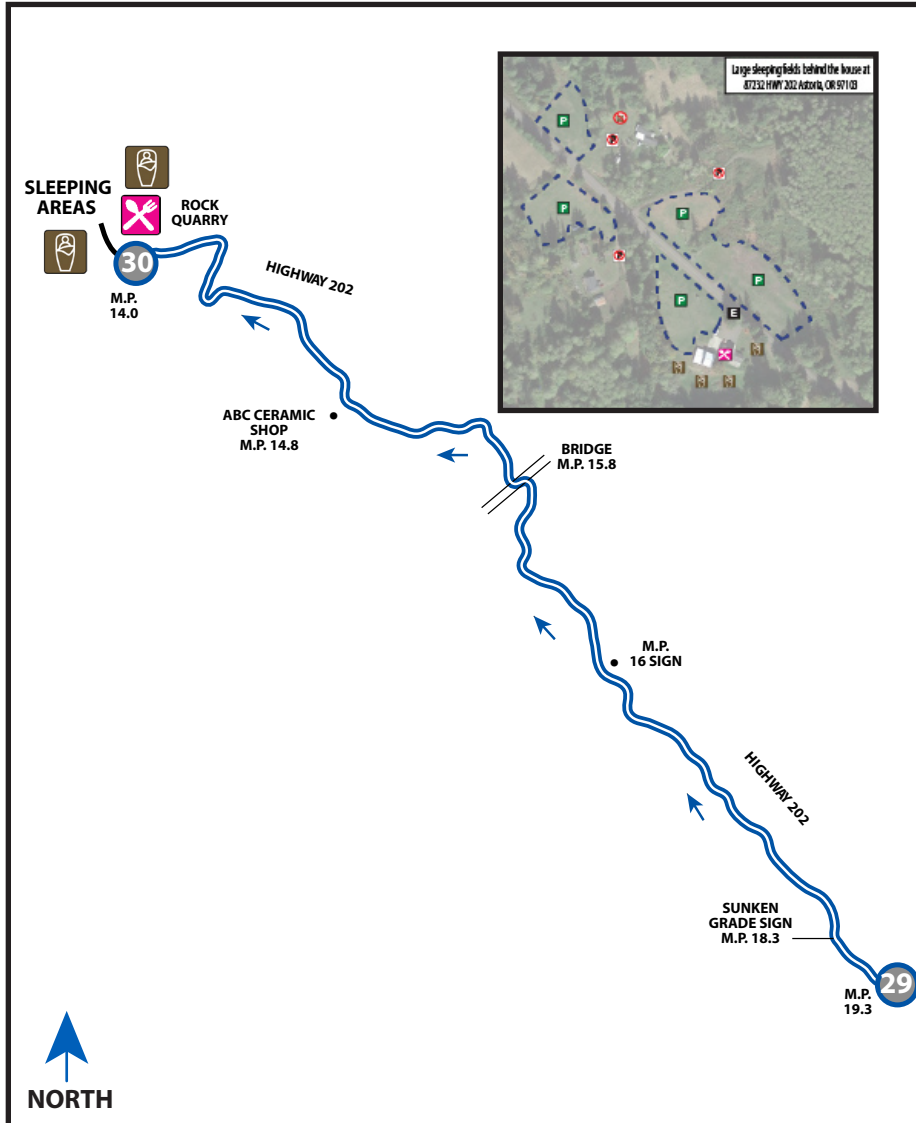 Large sleeping fields behind the house at
87232 HWY 202 Astoria, OR 97103
P
P
P
P
P
E
SLEEPING
AREAS
ROCK
QUARRY
30
M.P.
14.0
HIGHWAY 202
ABC CERAMIC
SHOP
M.P. 14.8
BRIDGE
M.P. 15.8
M.P.
16 SIGN
HIGHWAY 202
SUNKEN
GRADE SIGN
M.P. 18.3
29
M.P.
19.3
NORTH